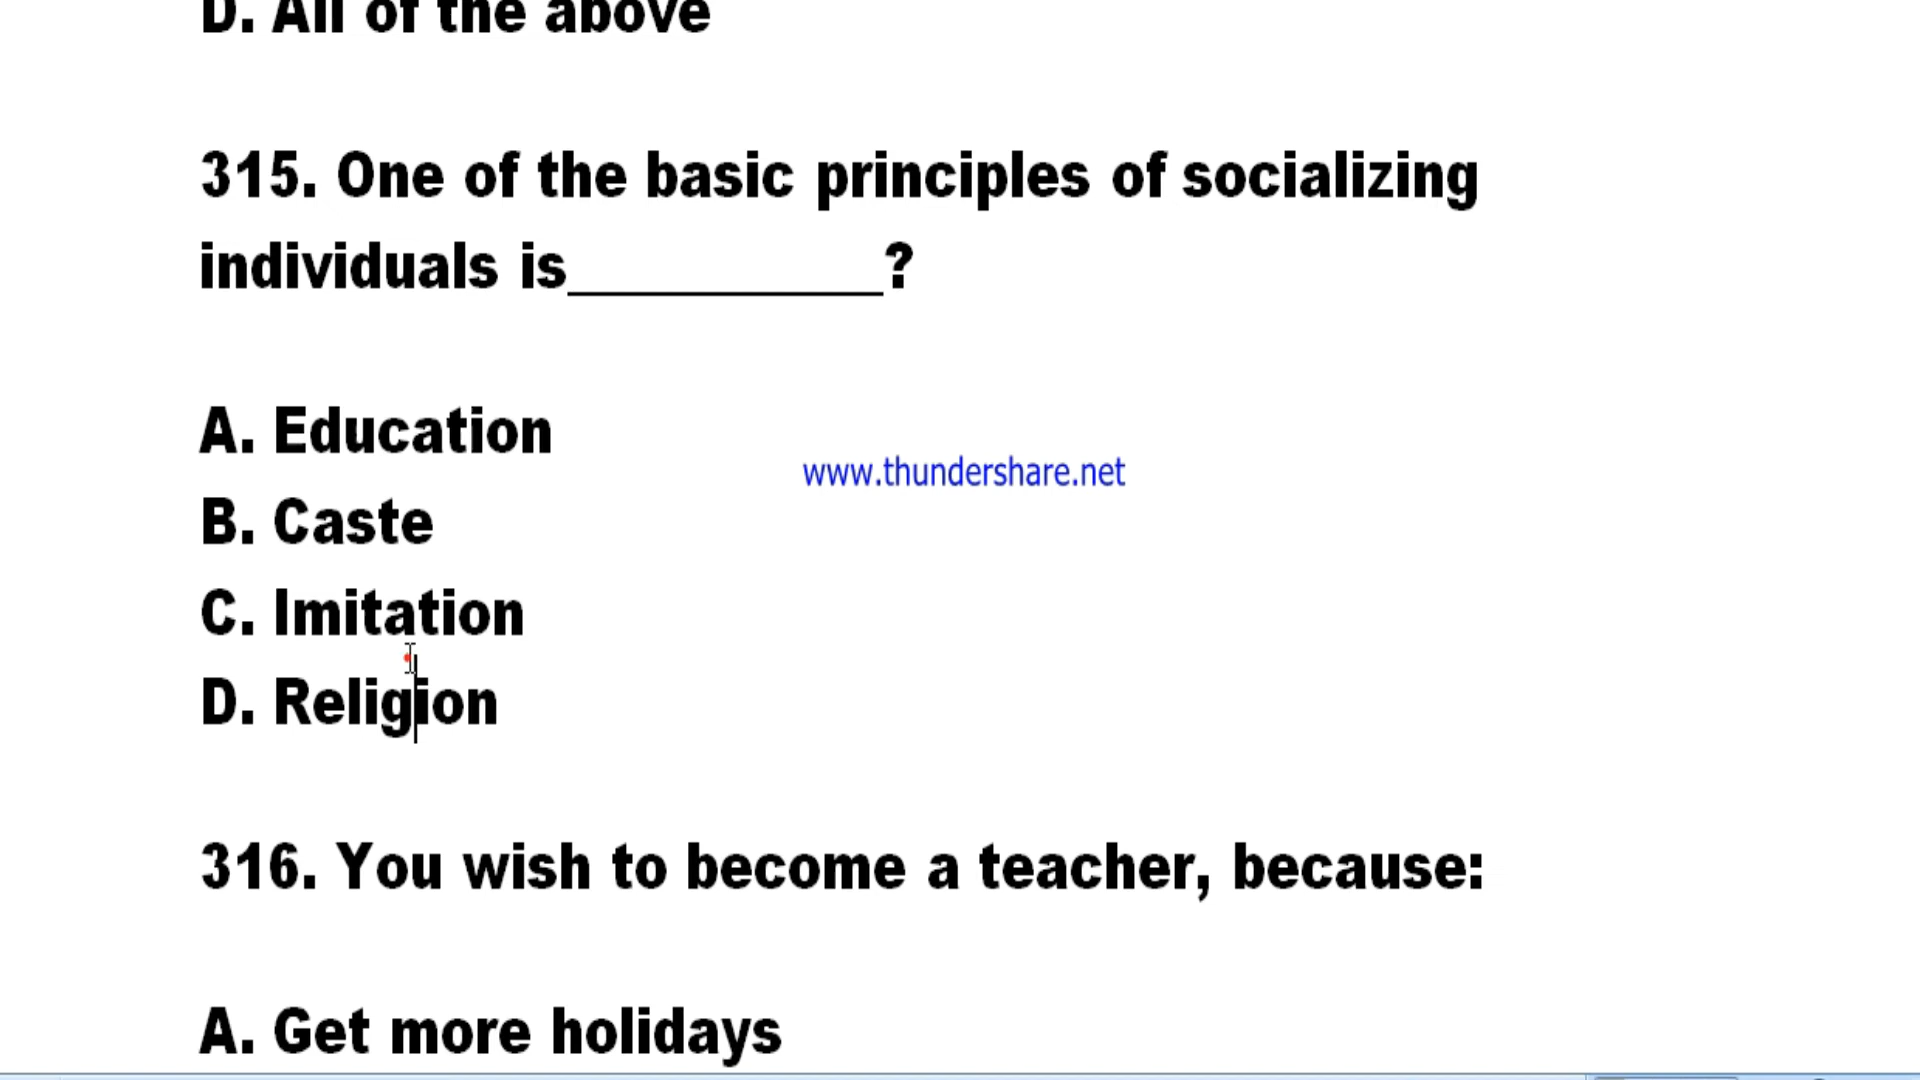 D. All of the above
315. One of the basic principles of socializing
individuals is__________?
A. Education
www.thundershare.net
B. Caste
C. Imitation
D. Religion
316. You wish to become a teacher, because:
A. Get more holidays